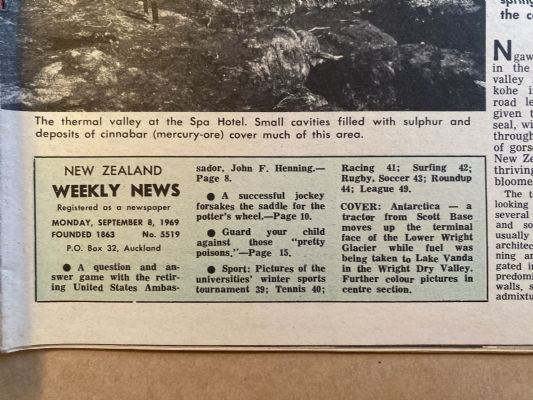 The thermal valley at the Spa Hotel. Small cavities filled with sulphur and
deposits of cinnabar (mercury-ore) cover much of this area.
NEW ZEALAND
WEEKLY NEWS
Registered as a newspaper
MONDAY, SEPTEMBER 8, 1969
FOUNDED 1863 No. 5519
P.O. Box 32, Auckland
● A question and an-
swer game with the retir-
ing United States Ambas-
sador, John F. Henning.—
Page 8.
● A successful jockey
forsakes the saddle for the
potter's wheel.—Page 10.
● Guard your child
against those "pretty
poisons."—Page 15.
● Sport: Pictures of the
universities' winter sports
tournament 39; Tennis 40;
Racing 41; Surfing 42;
Rugby, Soccer 43; Roundup
44; League 49.
COVER: Antarctica — a
tractor from Scott Base
moves up the terminal
face of the Lower Wright
Glacier while fuel was
being taken to Lake Vanda
in the Wright Dry Valley.
Further colour pictures in
centre section.
spring
the c
Ngaw
in the
valley
kohe i
road le
given t
seal, wi
through
of gorse
New Ze
thriving
bloome
The t
looking
several
and so
usually
architec
ning ar
gated i
predomi
walls, s
admixtu